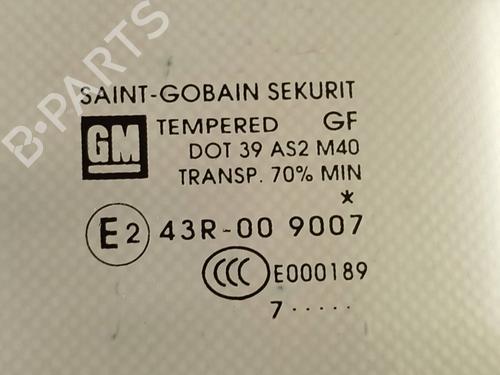 B-PARTS
SAINT-GOBAIN SEKURIT
GM TEMPERED GF
DOT 39 AS2 M40
TRANSP. 70% MIN
*
E2 43R-00 9007
CCC E000189
7 .....